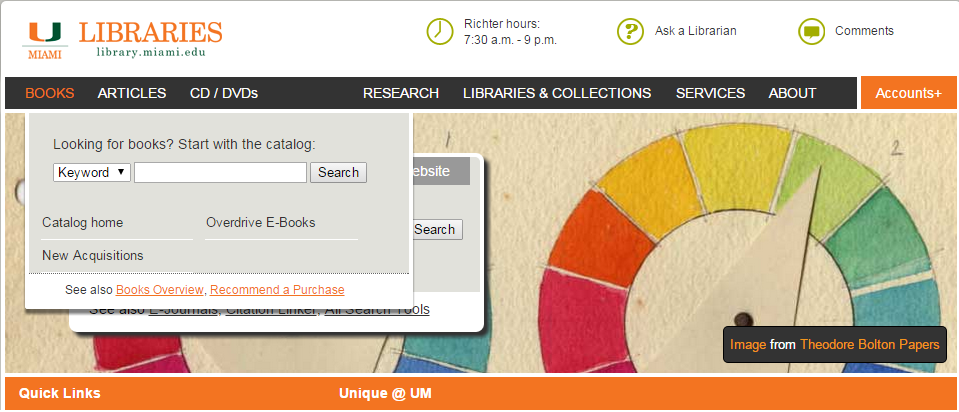 U
MIAMI
LIBRARIES
library.miami.edu
Richter hours:
7:30 a.m. - 9 p.m.
Ask a Librarian
Comments
BOOKS ARTICLES CD / DVDs RESEARCH LIBRARIES & COLLECTIONS SERVICES ABOUT Accounts+
Looking for books? Start with the catalog:
Keyword Search
Catalog home Overdrive E-Books
New Acquisitions
See also Books Overview, Recommend a Purchase
Search
See also E-Journals, Citation Linker, All Search Tools
1
2
Image from Theodore Bolton Papers
Quick Links Unique @ UM